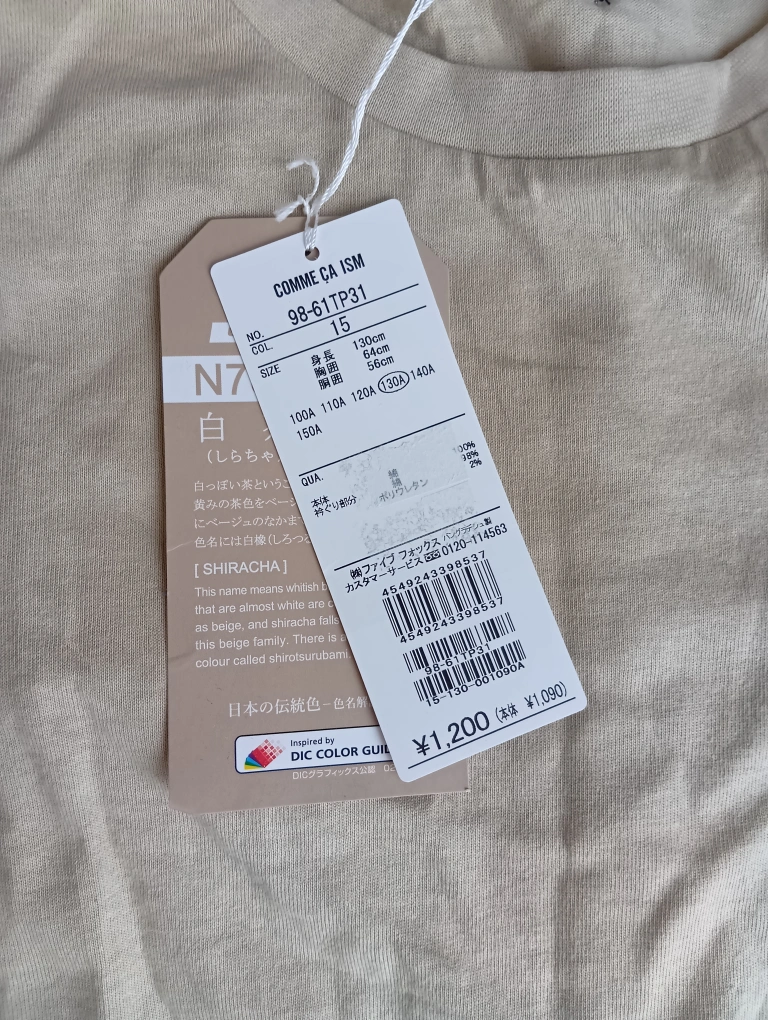 COMME ÇA ISM
NO. 98-61TP31
COL. 15
SIZE 身長 130cm
胸囲 64cm
胴囲 56cm
100A 110A 120A 130A 140A
150A
QUA.
本体 綿 100%
衿ぐり部分 綿 98%
ポリウレタン 2%
㈱ファイブ フォックス バングラデシュ製
カスタマーサービス 0120-114563
4549243398537
4549243398537
98-61TP31
15-130-001090A
¥1,200 (本体 ¥1,090)
N7
白
(しらちゃ
白っぽい茶という
黄みの茶色をベー
にベージュのなかま
色名には白橡(しろつ
[ SHIRACHA ]
This name means whitish b
that are almost white are
as beige, and shiracha falls
this beige family. There is
colour called shirotsurubami
日本の伝統色－色名解
Inspired by
DIC COLOR GUI
DICグラフィックス公認